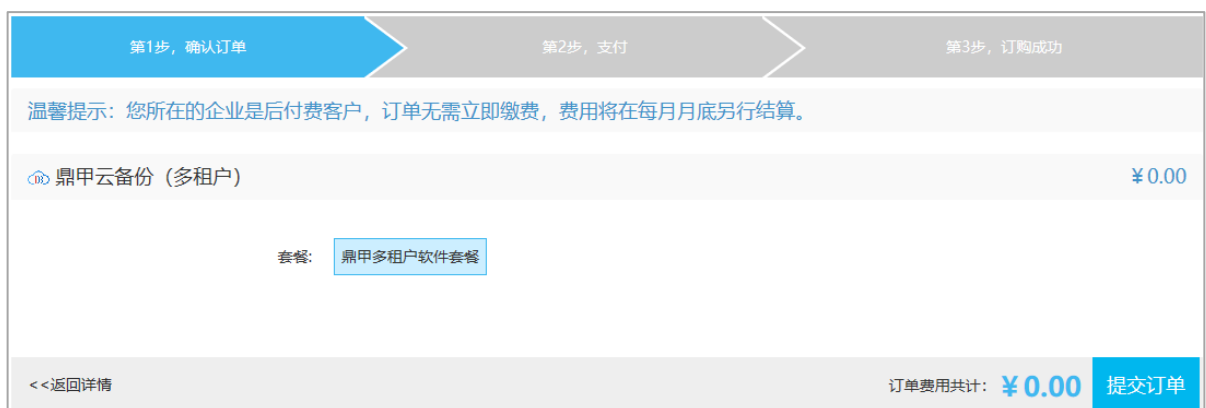 第1步，确认订单
第2步，支付
第3步，订购成功
温馨提示：您所在的企业是后付费客户，订单无需立即缴费，费用将在每月月底另行结算。
鼎甲云备份（多租户） ¥0.00
套餐: 鼎甲多租户软件套餐
<<返回详情 订单费用共计: ¥0.00 提交订单